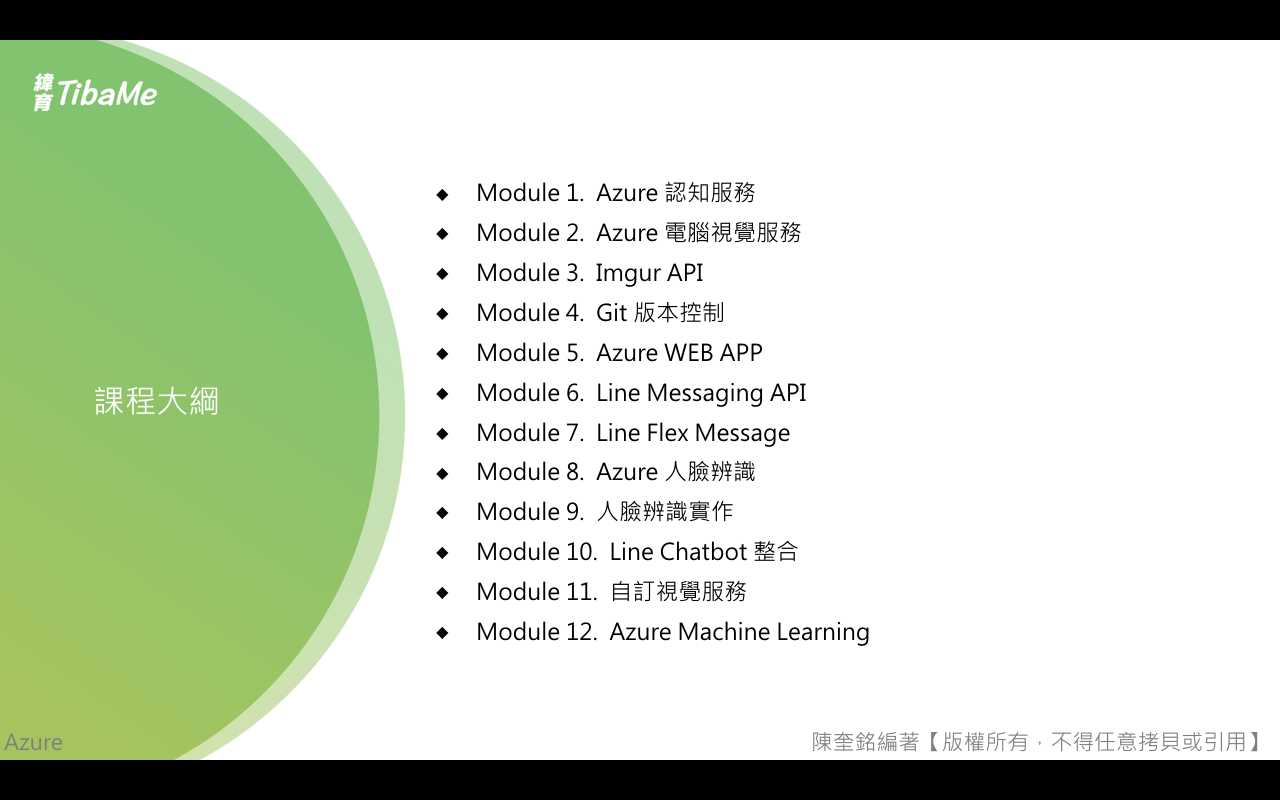 緯育 TibaMe
課程大綱
◆ Module 1. Azure 認知服務
◆ Module 2. Azure 電腦視覺服務
◆ Module 3. Imgur API
◆ Module 4. Git 版本控制
◆ Module 5. Azure WEB APP
◆ Module 6. Line Messaging API
◆ Module 7. Line Flex Message
◆ Module 8. Azure 人臉辨識
◆ Module 9. 人臉辨識實作
◆ Module 10. Line Chatbot 整合
◆ Module 11. 自訂視覺服務
◆ Module 12. Azure Machine Learning
Azure
陳奎銘編著【版權所有，不得任意拷貝或引用】